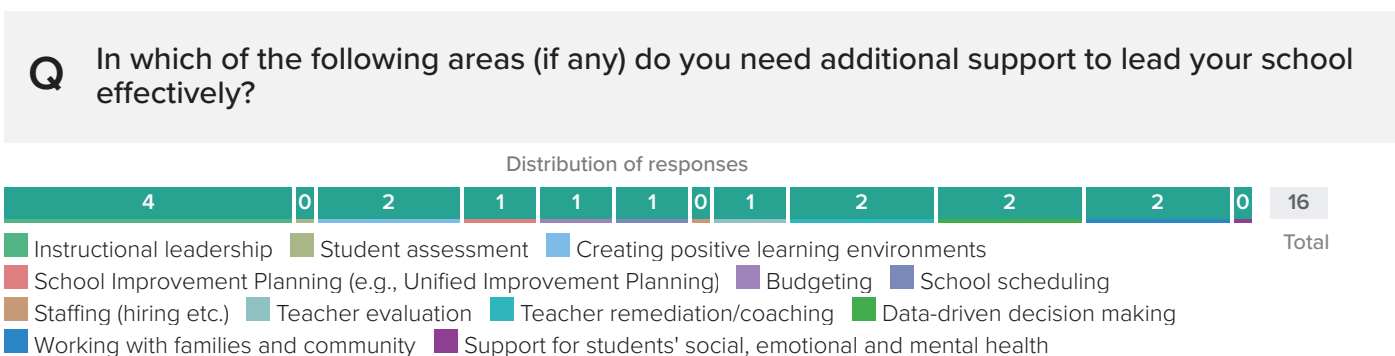 Q
In which of the following areas (if any) do you need additional support to lead your school
effectively?
Distribution of responses
4 0 2 1 1 1 0 1 2 2 2 0 16
Total
Instructional leadership Student assessment Creating positive learning environments
School Improvement Planning (e.g., Unified Improvement Planning) Budgeting School scheduling
Staffing (hiring etc.) Teacher evaluation Teacher remediation/coaching Data-driven decision making
Working with families and community Support for students' social, emotional and mental health